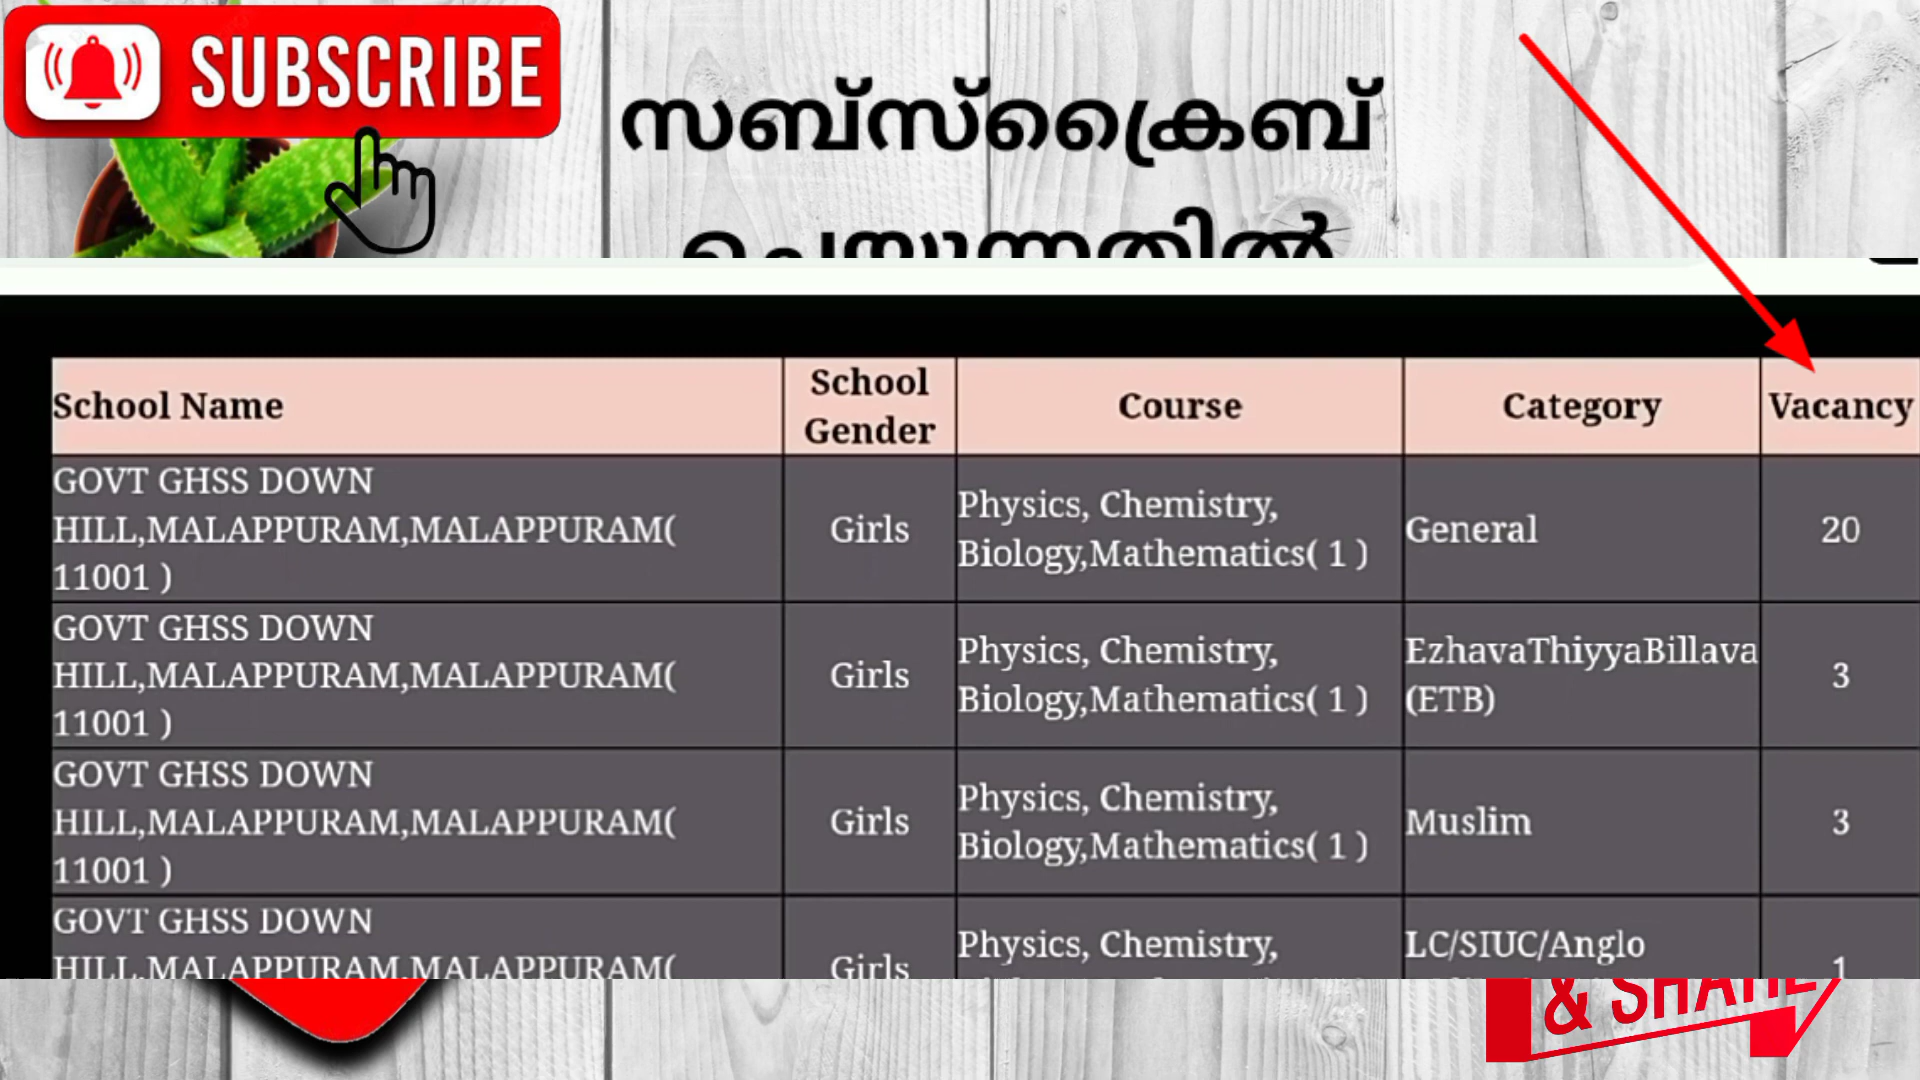 SUBSCRIBE
സബ്സ്ക്രൈബ്
ചെയ്യുന്നതിൽ
School Name
School
Gender
Course
Category
Vacancy
GOVT GHSS DOWN
HILL,MALAPPURAM,MALAPPURAM(
11001 )
Girls
Physics, Chemistry,
Biology,Mathematics( 1 )
General
20
GOVT GHSS DOWN
HILL,MALAPPURAM,MALAPPURAM(
11001 )
Girls
Physics, Chemistry,
Biology,Mathematics( 1 )
EzhavaThiyyaBillava
(ETB)
3
GOVT GHSS DOWN
HILL,MALAPPURAM,MALAPPURAM(
11001 )
Girls
Physics, Chemistry,
Biology,Mathematics( 1 )
Muslim
3
GOVT GHSS DOWN
HILL,MALAPPURAM,MALAPPURAM(
Girls
Physics, Chemistry,
LC/SIUC/Anglo
1
& SHARE